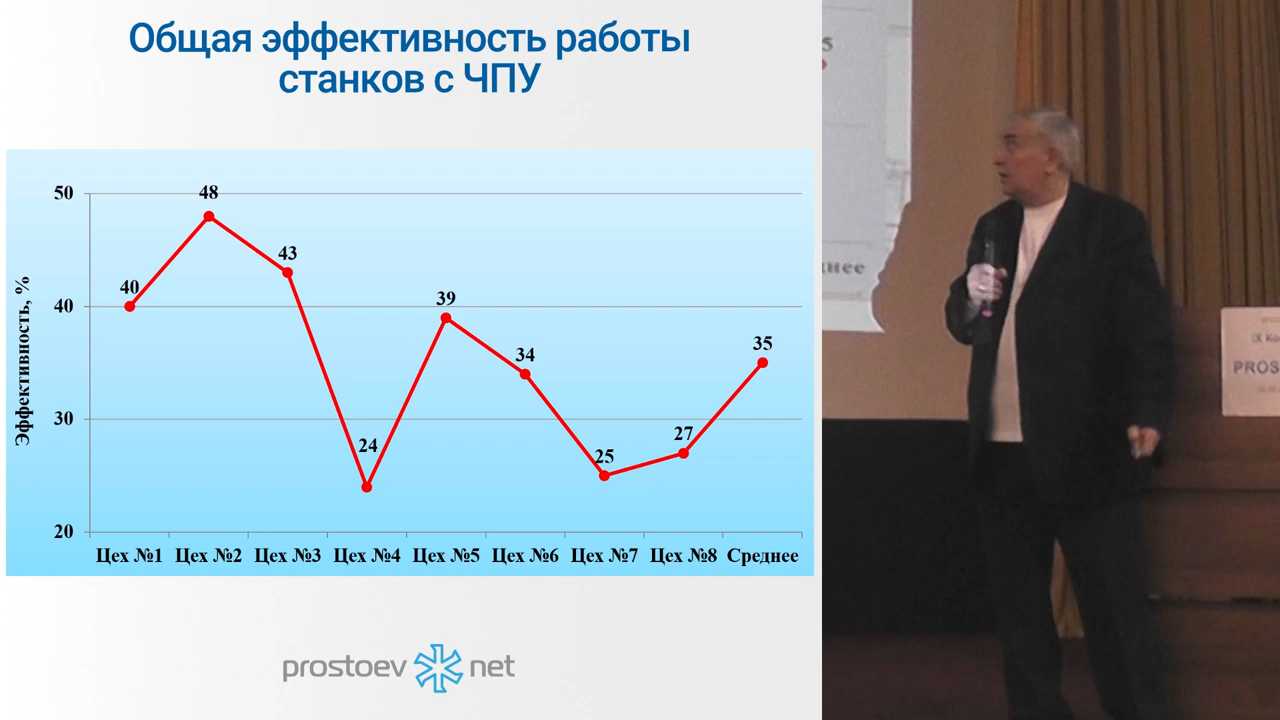 Общая эффективность работы
станков с ЧПУ
Эффективность, %
50
40
30
20
40
48
43
24
39
34
25
27
35
Цех №1 Цех №2 Цех №3 Цех №4 Цех №5 Цех №6 Цех №7 Цех №8 Среднее
prostoev net
5
нее
PROS